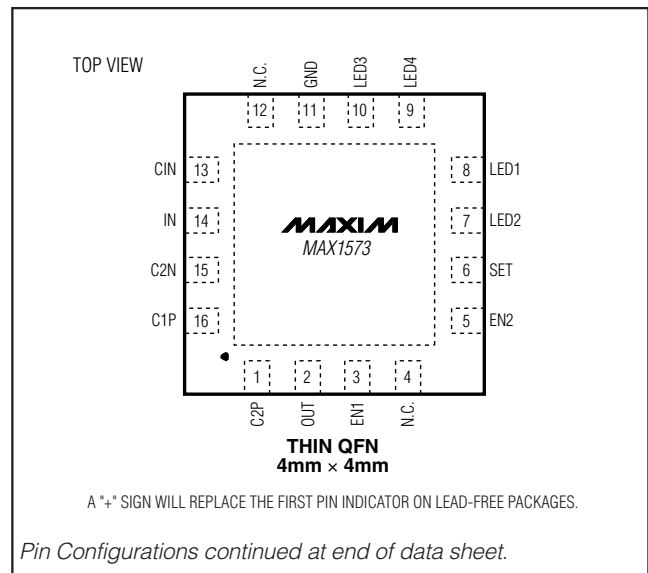 TOP VIEW
N.C.
GND
LED3
LED4
12
11
10
9
CIN 13
8 LED1
IN 14
7 LED2
MAXIM
MAX1573
C2N 15
6 SET
C1P 16
5 EN2
1
2
3
4
C2P
OUT
EN1
N.C.
THIN QFN
4mm × 4mm
A "+" SIGN WILL REPLACE THE FIRST PIN INDICATOR ON LEAD-FREE PACKAGES.
Pin Configurations continued at end of data sheet.